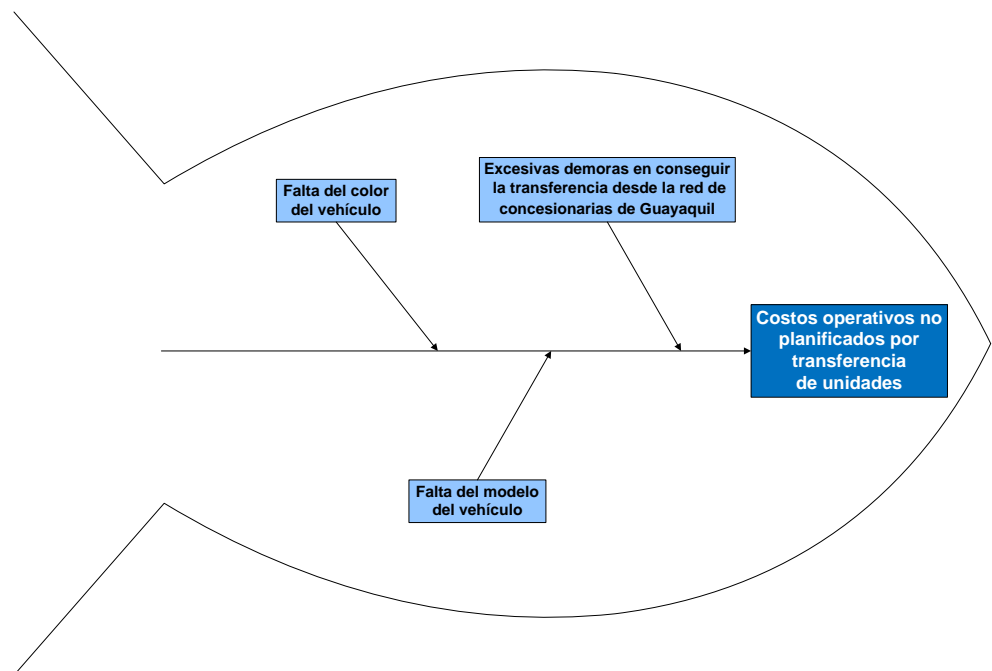 Excesivas demoras en conseguir
la transferencia desde la red de
concesionarias de Guayaquil
Falta del color
del vehículo
Costos operativos no
planificados por
transferencia
de unidades
Falta del modelo
del vehículo